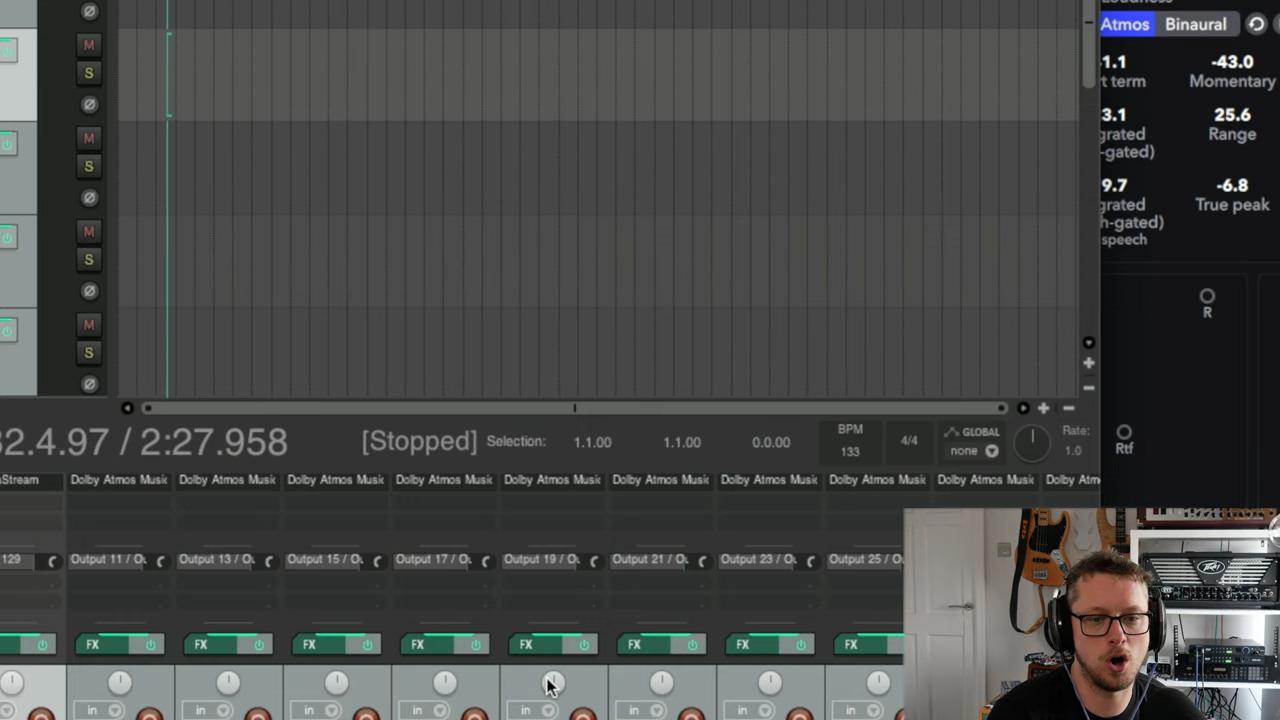 Loudness
Atmos Binaural
1.1 -43.0
t term Momentary
3.1 25.6
grated Range
-gated)
9.7 -6.8
grated True peak
h-gated)
speech
M
S
M
S
M
S
M
S
R
Rtf
32.4.97 / 2:27.958 [Stopped] Selection: 1.1.00 1.1.00 0.0.00
BPM
133
4/4
GLOBAL
none
Rate:
1.0
Stream Dolby Atmos Musi Dolby Atmos Musi Dolby Atmos Musi Dolby Atmos Musi Dolby Atmos Musi Dolby Atmos Musi Dolby Atmos Musi Dolby Atmos Musi Dolby Atmos Musi Dolby Atm
129 Output 11 / O Output 13 / O Output 15 / O Output 17 / O Output 19 / O Output 21 / O Output 23 / O Output 25 / O
FX FX FX FX FX FX FX FX
in in in in in in in in
PEAVEY